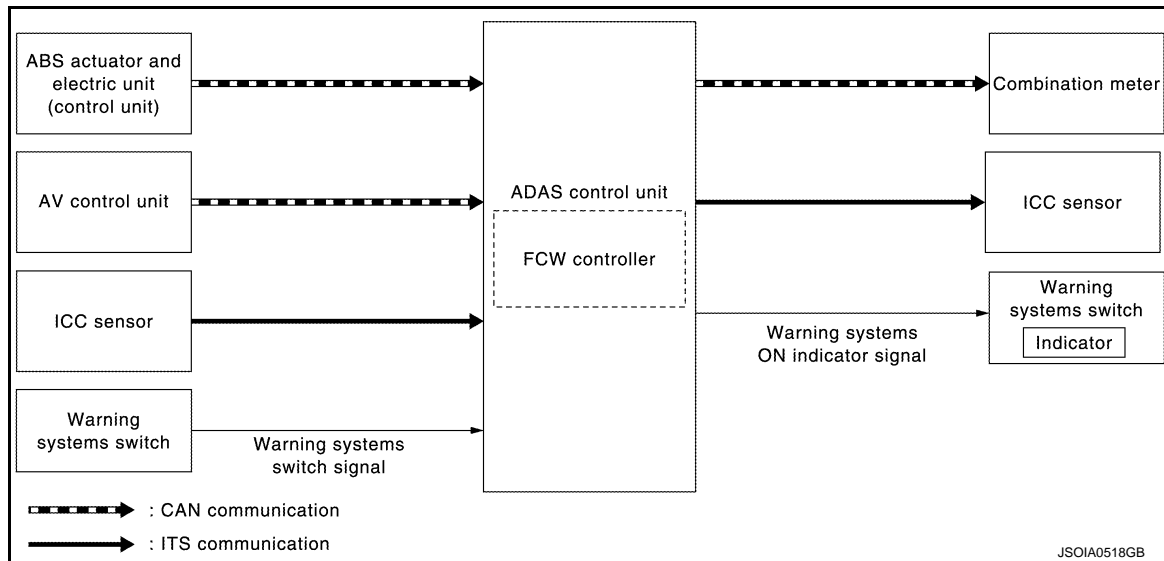 ABS actuator and
electric unit
(control unit)
AV control unit
ICC sensor
Warning
systems switch
Warning systems
switch signal
ADAS control unit
FCW controller
Combination meter
ICC sensor
Warning systems
ON indicator signal
Warning
systems switch
Indicator
: CAN communication
: ITS communication
JSOIA0518GB